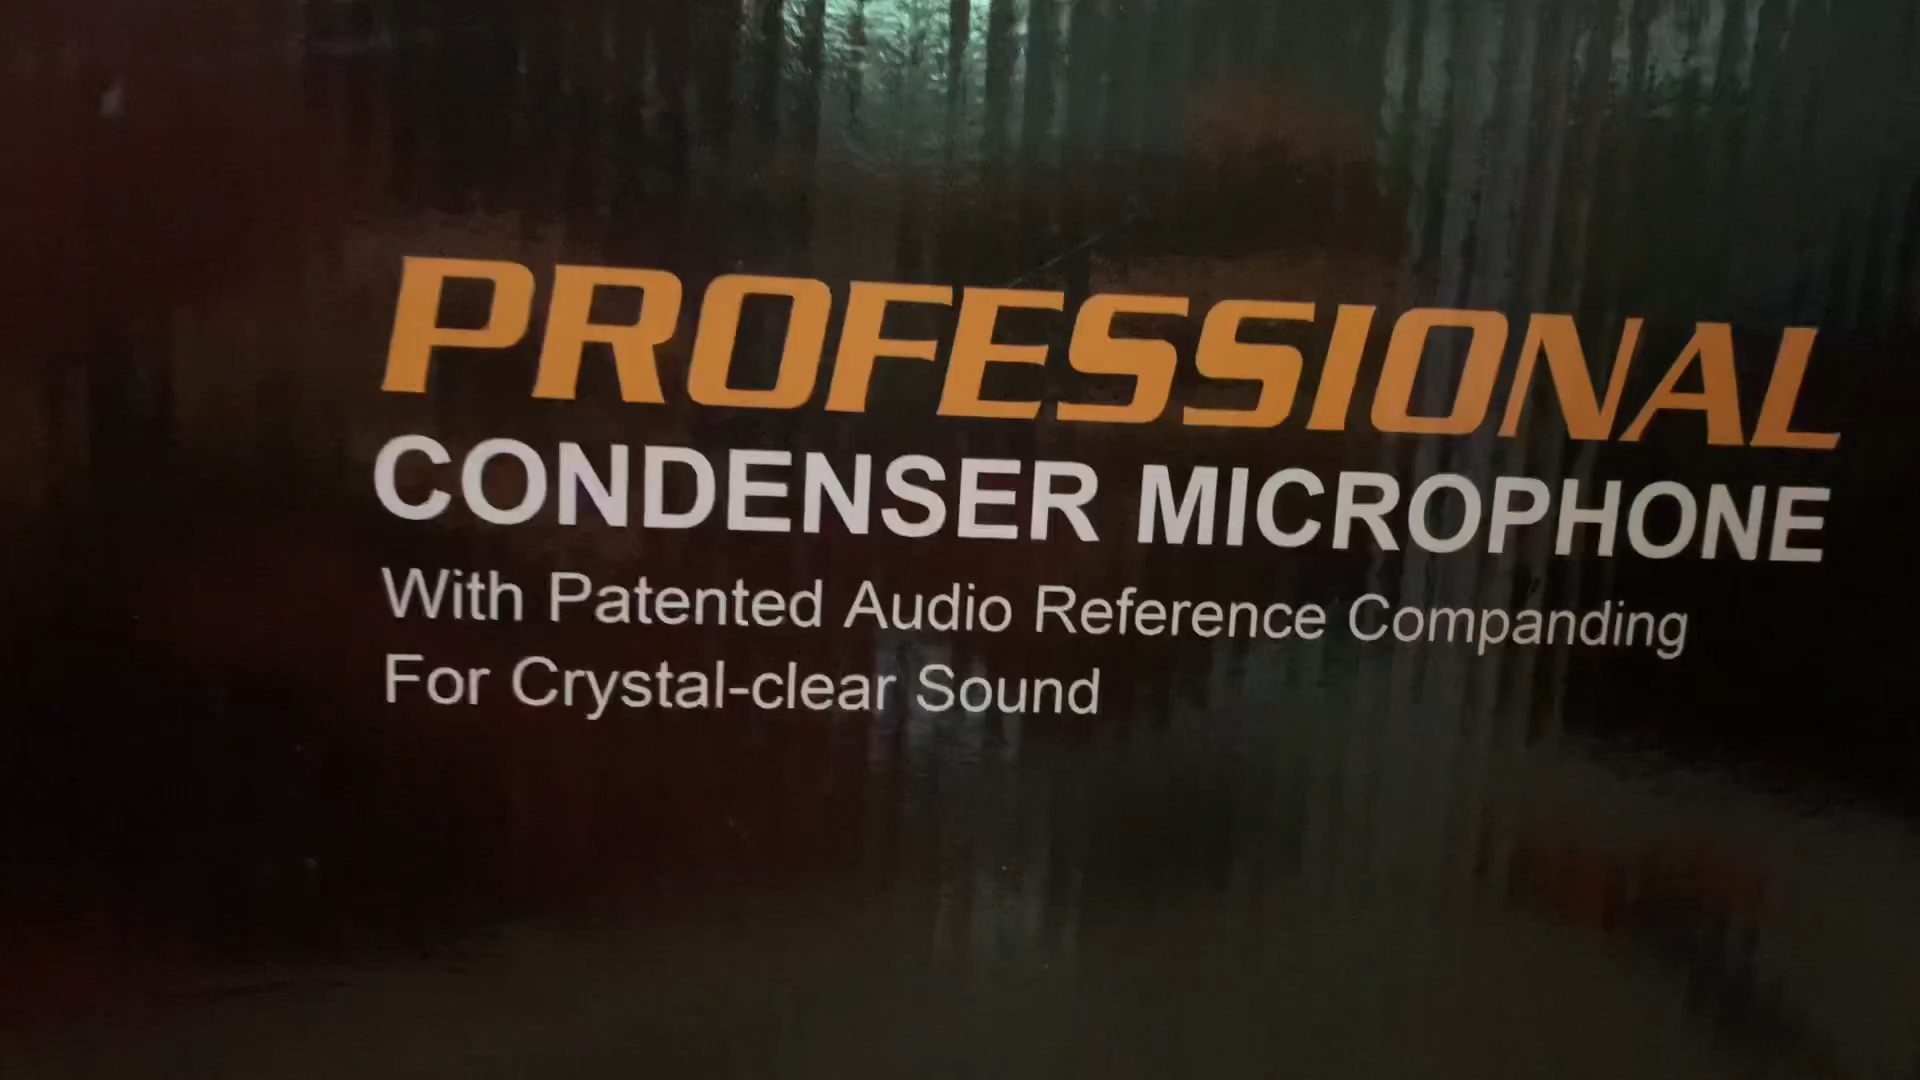 PROFESSIONAL
CONDENSER MICROPHONE
With Patented Audio Reference Companding
For Crystal-clear Sound